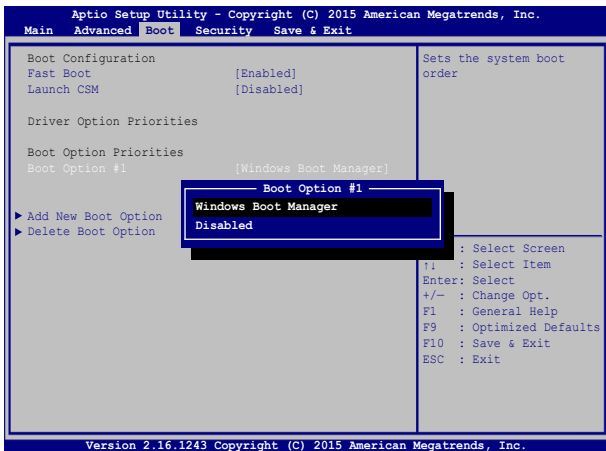 Aptio Setup Utility - Copyright (C) 2015 American Megatrends, Inc.
Main Advanced Boot Security Save & Exit
Boot Configuration
Fast Boot [Enabled]
Launch CSM [Disabled]
Driver Option Priorities
Boot Option Priorities
Boot Option #1 [Windows Boot Manager]
Add New Boot Option
Delete Boot Option
Boot Option #1
Windows Boot Manager
Disabled
Sets the system boot
order
: Select Screen
↑↓ : Select Item
Enter: Select
+/— : Change Opt.
F1 : General Help
F9 : Optimized Defaults
F10 : Save & Exit
ESC : Exit
Version 2.16.1243 Copyright (C) 2015 American Megatrends, Inc.